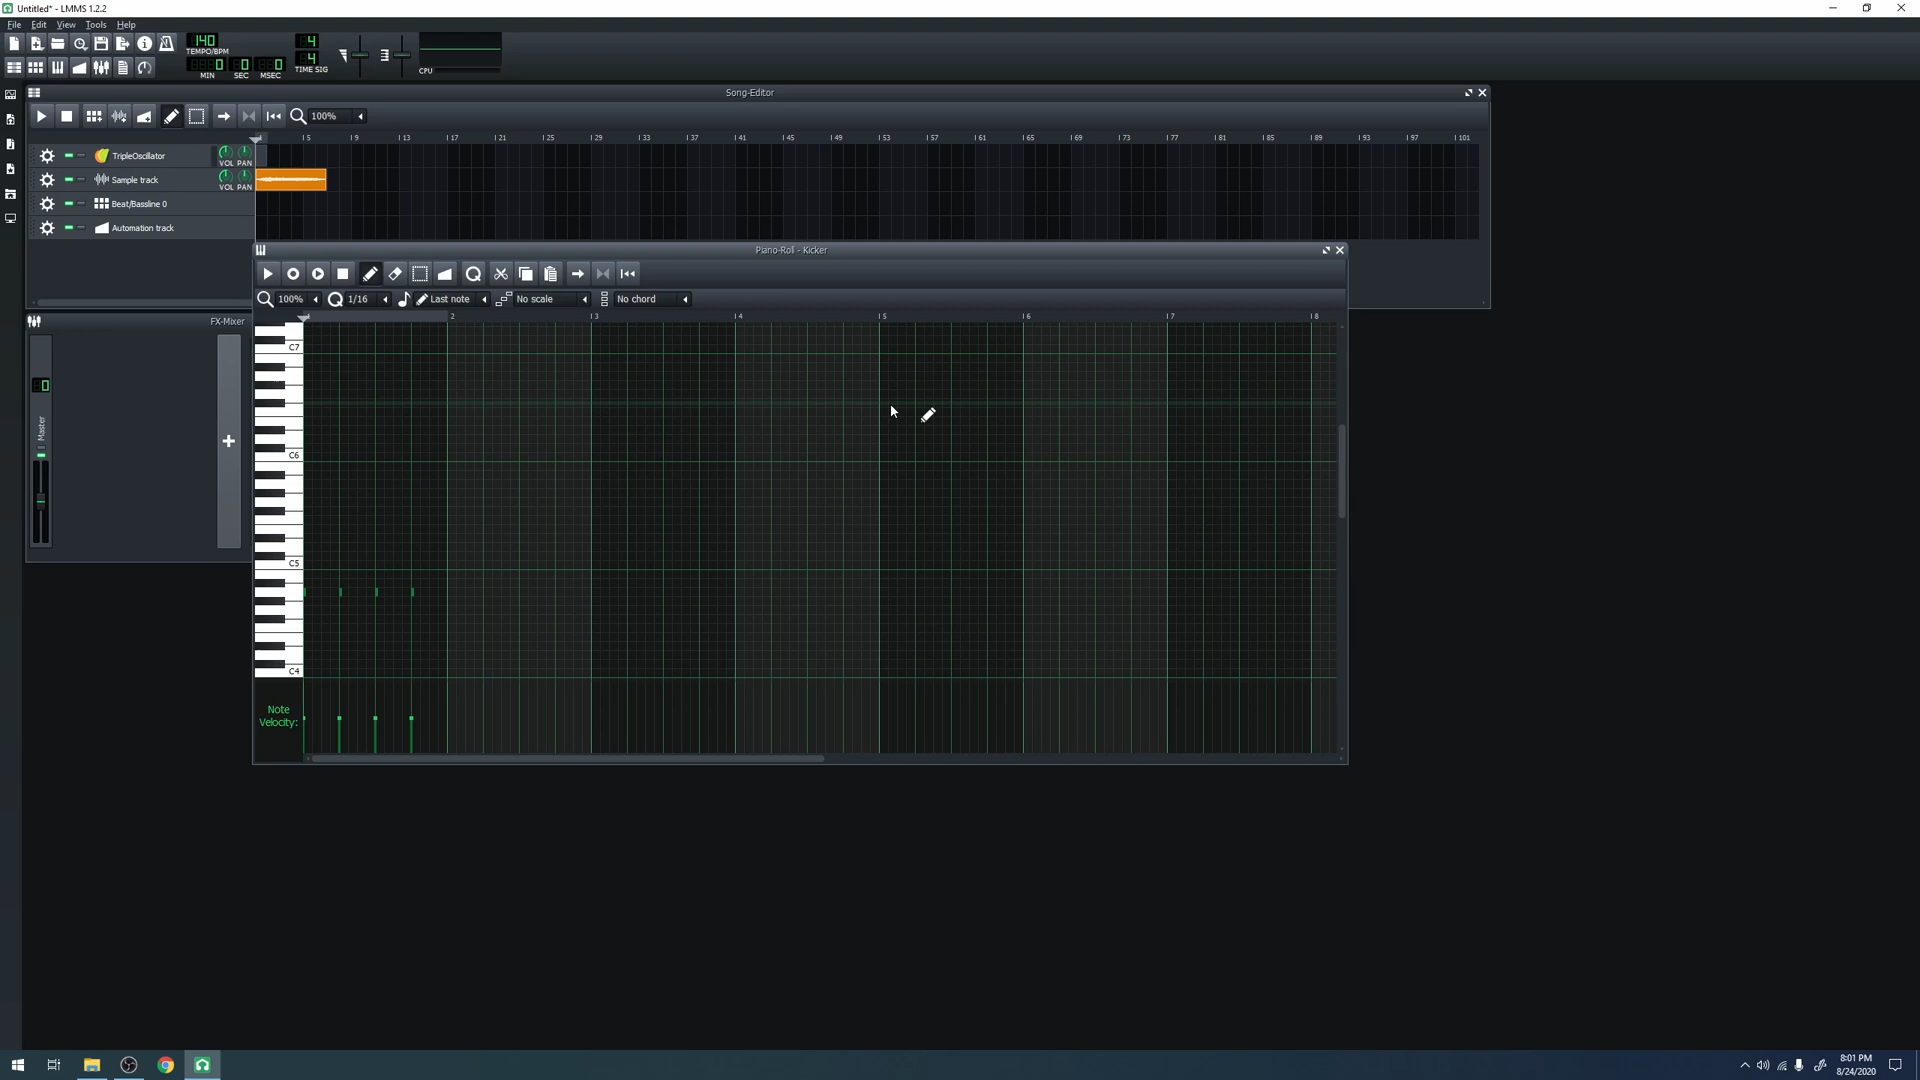 Untitled* - LMMS 1.2.2
File Edit View Tools Help
140
TEMPO/BPM
0 0 0
MIN SEC MSEC
4
4
TIME SIG
CPU
Song-Editor
100%
5 9 13 17 21 25 29 33 37 41 45 49 53 57 61 65 69 73 77 81 85 89 93 97 101
TripleOscillator
VOL PAN
Sample track
VOL PAN
Beat/Bassline 0
Automation track
Piano-Roll - Kicker
100% 1/16 Last note No scale No chord
2 3 4 5 6 7 8
C7
C6
C5
C4
Note
Velocity:
FX-Mixer
0
Master
8:01 PM
8/24/2020